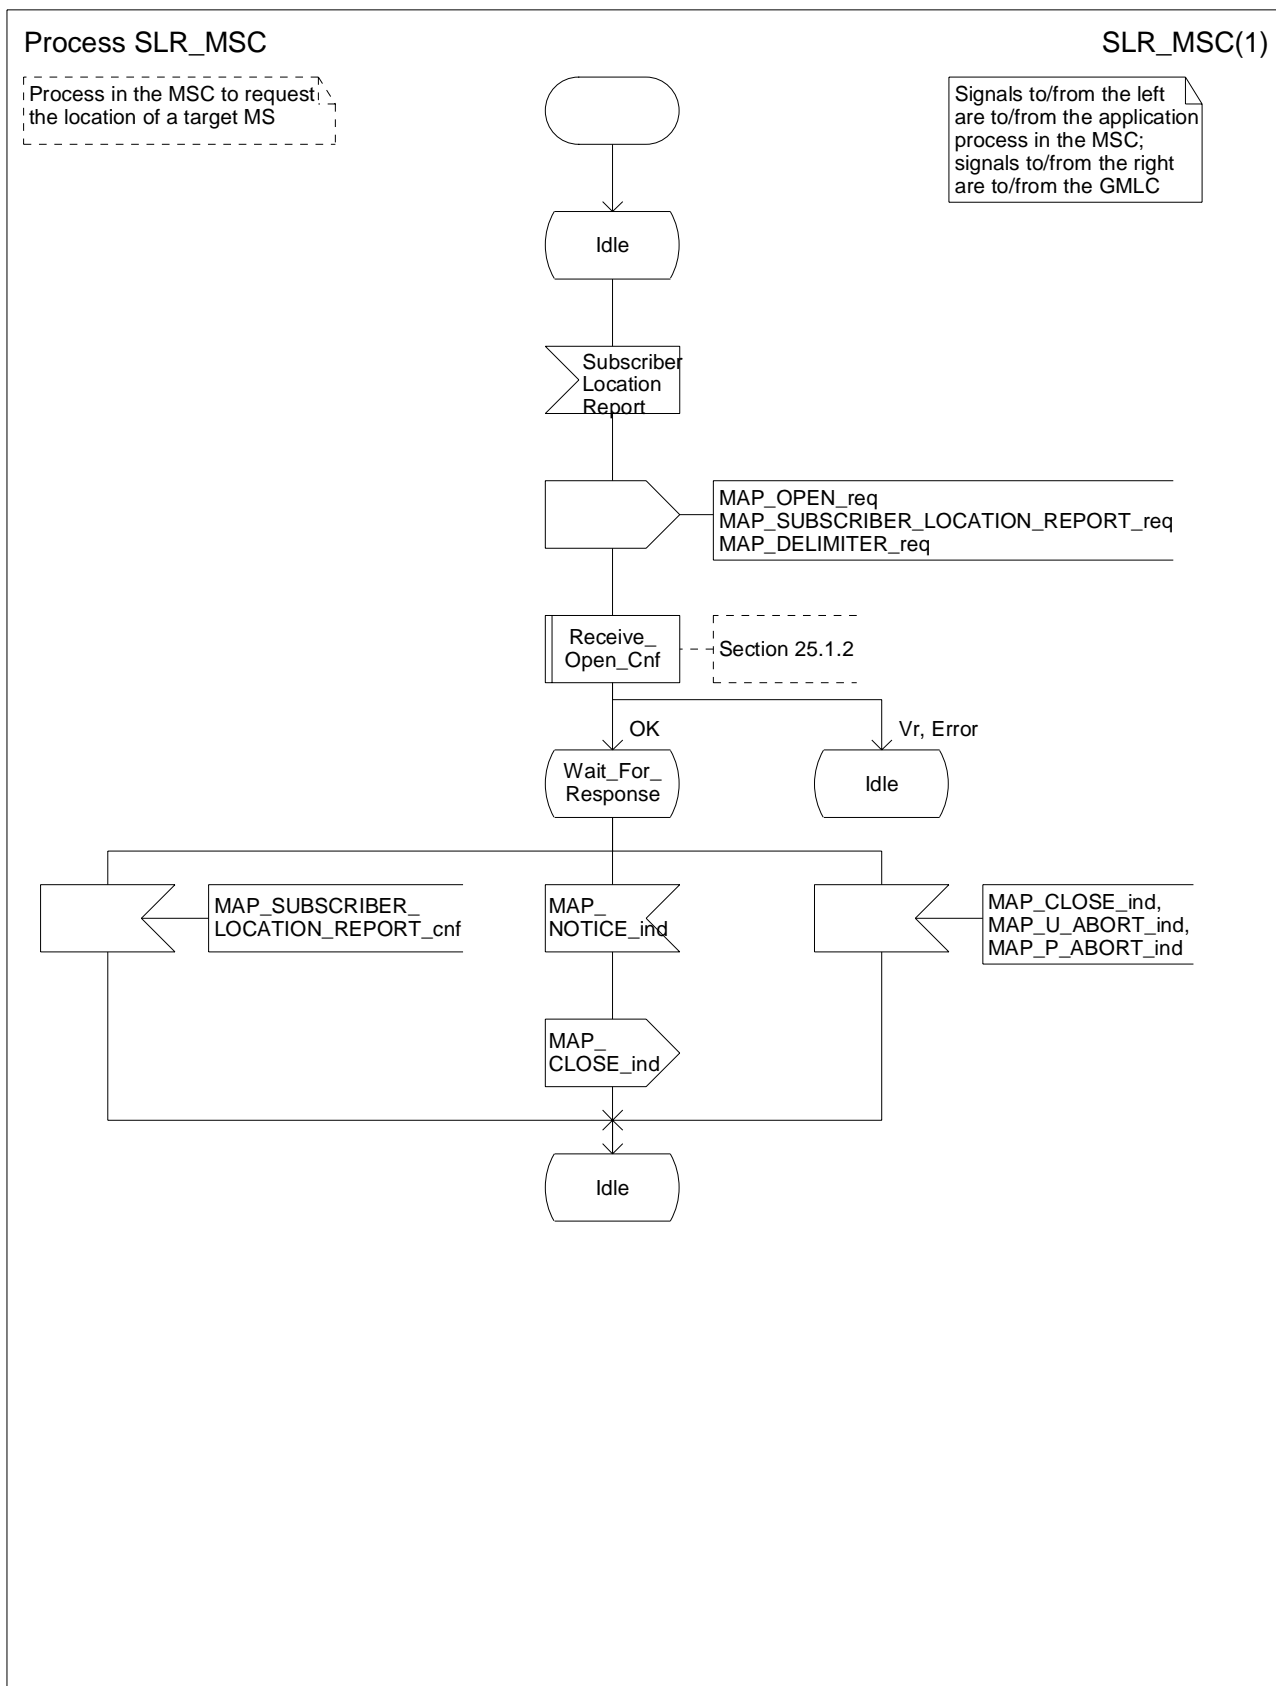 Process SLR_MSC
SLR_MSC(1)
Process in the MSC to request
the location of a target MS
Signals to/from the left
are to/from the application
process in the MSC;
signals to/from the right
are to/from the GMLC
Idle
Subscriber
Location
Report
MAP_OPEN_req
MAP_SUBSCRIBER_LOCATION_REPORT_req
MAP_DELIMITER_req
Receive_
Open_Cnf
Section 25.1.2
OK
Vr, Error
Wait_For_
Response
Idle
MAP_SUBSCRIBER_
LOCATION_REPORT_cnf
MAP_
NOTICE_ind
MAP_CLOSE_ind,
MAP_U_ABORT_ind,
MAP_P_ABORT_ind
MAP_
CLOSE_ind
Idle